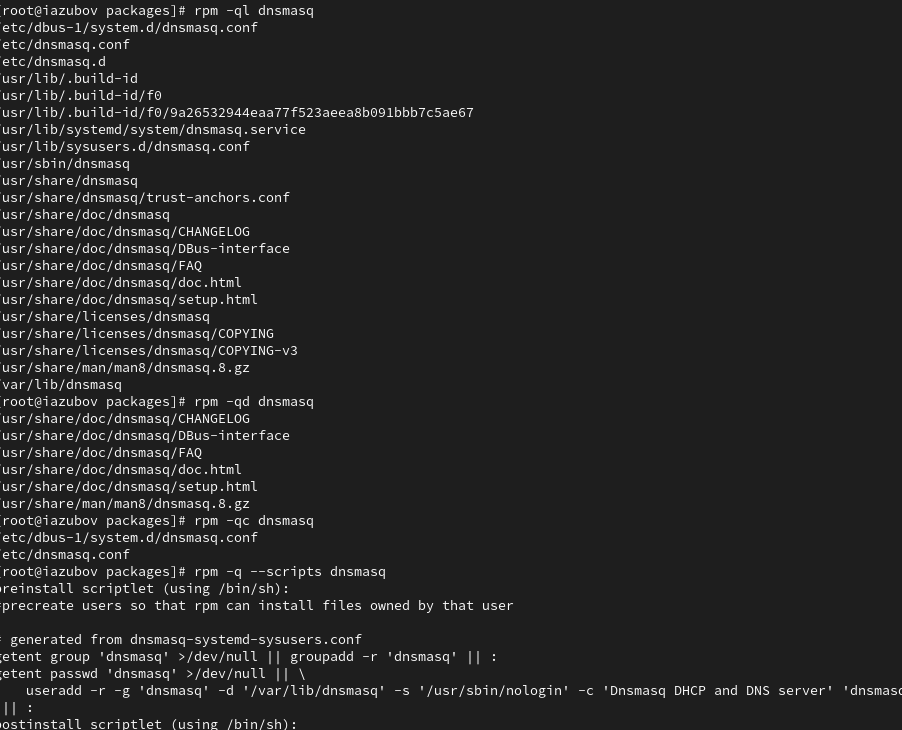 [root@iazubov packages]# rpm -ql dnsmasq
/etc/dbus-1/system.d/dnsmasq.conf
/etc/dnsmasq.conf
/etc/dnsmasq.d
/usr/lib/.build-id
/usr/lib/.build-id/f0
/usr/lib/.build-id/f0/9a26532944eaa77f523aeea8b091bbb7c5ae67
/usr/lib/systemd/system/dnsmasq.service
/usr/lib/sysusers.d/dnsmasq.conf
/usr/sbin/dnsmasq
/usr/share/dnsmasq
/usr/share/dnsmasq/trust-anchors.conf
/usr/share/doc/dnsmasq
/usr/share/doc/dnsmasq/CHANGELOG
/usr/share/doc/dnsmasq/DBus-interface
/usr/share/doc/dnsmasq/FAQ
/usr/share/doc/dnsmasq/doc.html
/usr/share/doc/dnsmasq/setup.html
/usr/share/licenses/dnsmasq
/usr/share/licenses/dnsmasq/COPYING
/usr/share/licenses/dnsmasq/COPYING-v3
/usr/share/man/man8/dnsmasq.8.gz
/var/lib/dnsmasq
[root@iazubov packages]# rpm -qd dnsmasq
/usr/share/doc/dnsmasq/CHANGELOG
/usr/share/doc/dnsmasq/DBus-interface
/usr/share/doc/dnsmasq/FAQ
/usr/share/doc/dnsmasq/doc.html
/usr/share/doc/dnsmasq/setup.html
/usr/share/man/man8/dnsmasq.8.gz
[root@iazubov packages]# rpm -qc dnsmasq
/etc/dbus-1/system.d/dnsmasq.conf
/etc/dnsmasq.conf
[root@iazubov packages]# rpm -q --scripts dnsmasq
preinstall scriptlet (using /bin/sh):
#precreate users so that rpm can install files owned by that user

# generated from dnsmasq-systemd-sysusers.conf
getent group 'dnsmasq' >/dev/null || groupadd -r 'dnsmasq' || :
getent passwd 'dnsmasq' >/dev/null || \
    useradd -r -g 'dnsmasq' -d '/var/lib/dnsmasq' -s '/usr/sbin/nologin' -c 'Dnsmasq DHCP and DNS server' 'dnsmasq
|| :
postinstall scriptlet (using /bin/sh):